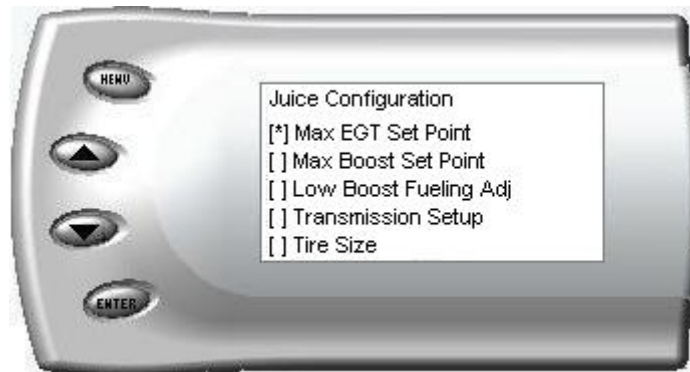 MENU
Juice Configuration
[*] Max EGT Set Point
[ ] Max Boost Set Point
[ ] Low Boost Fueling Adj
[ ] Transmission Setup
[ ] Tire Size
ENTER